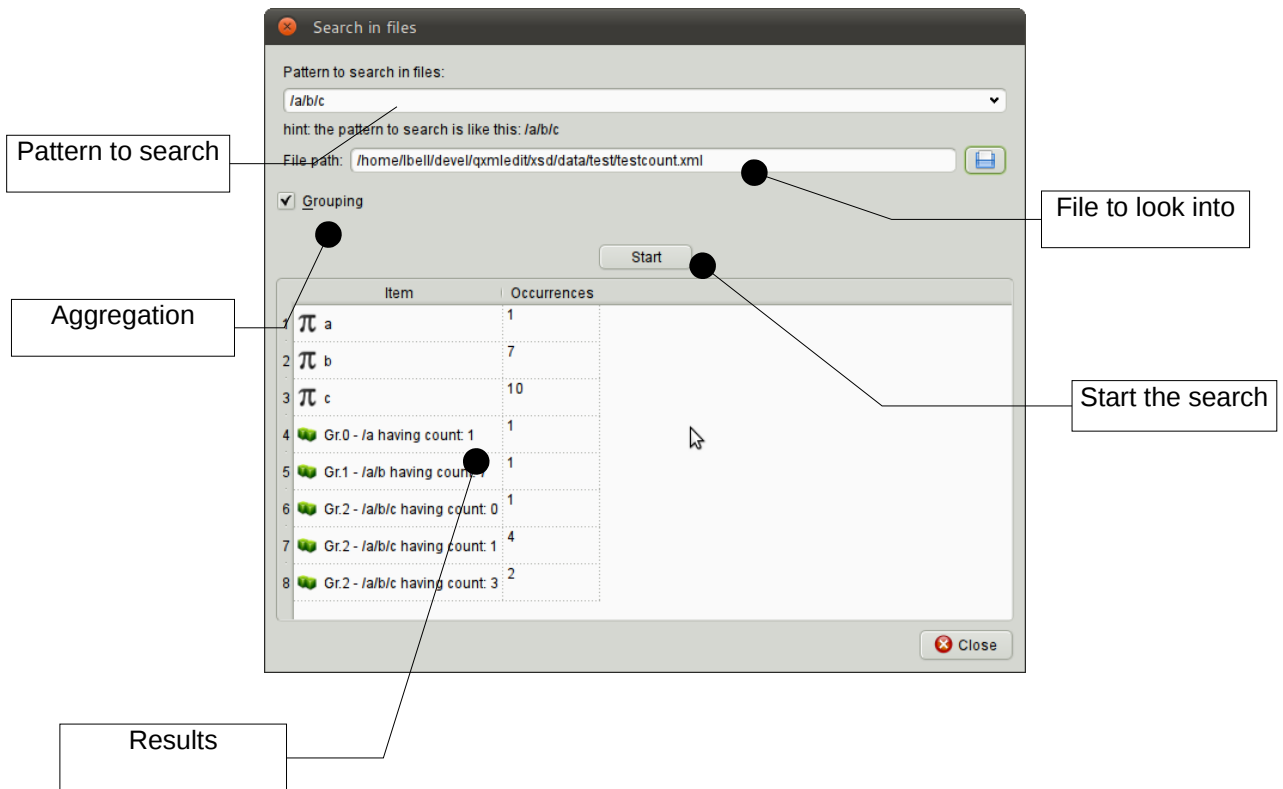 Search in files
Pattern to search in files:
/a/b/c
hint: the pattern to search is like this: /a/b/c
Pattern to search
File path: /home/lbell/devel/qxmledit/xsd/data/test/testcount.xml
Grouping
File to look into
Start
Item Occurrences
Aggregation
1 π a 1
2 π b 7
3 π c 10
Start the search
4 Gr.0 - /a having count: 1 1
5 Gr.1 - /a/b having count: 7 1
6 Gr.2 - /a/b/c having count: 0 1
7 Gr.2 - /a/b/c having count: 1 4
8 Gr.2 - /a/b/c having count: 3 2
Close
Results